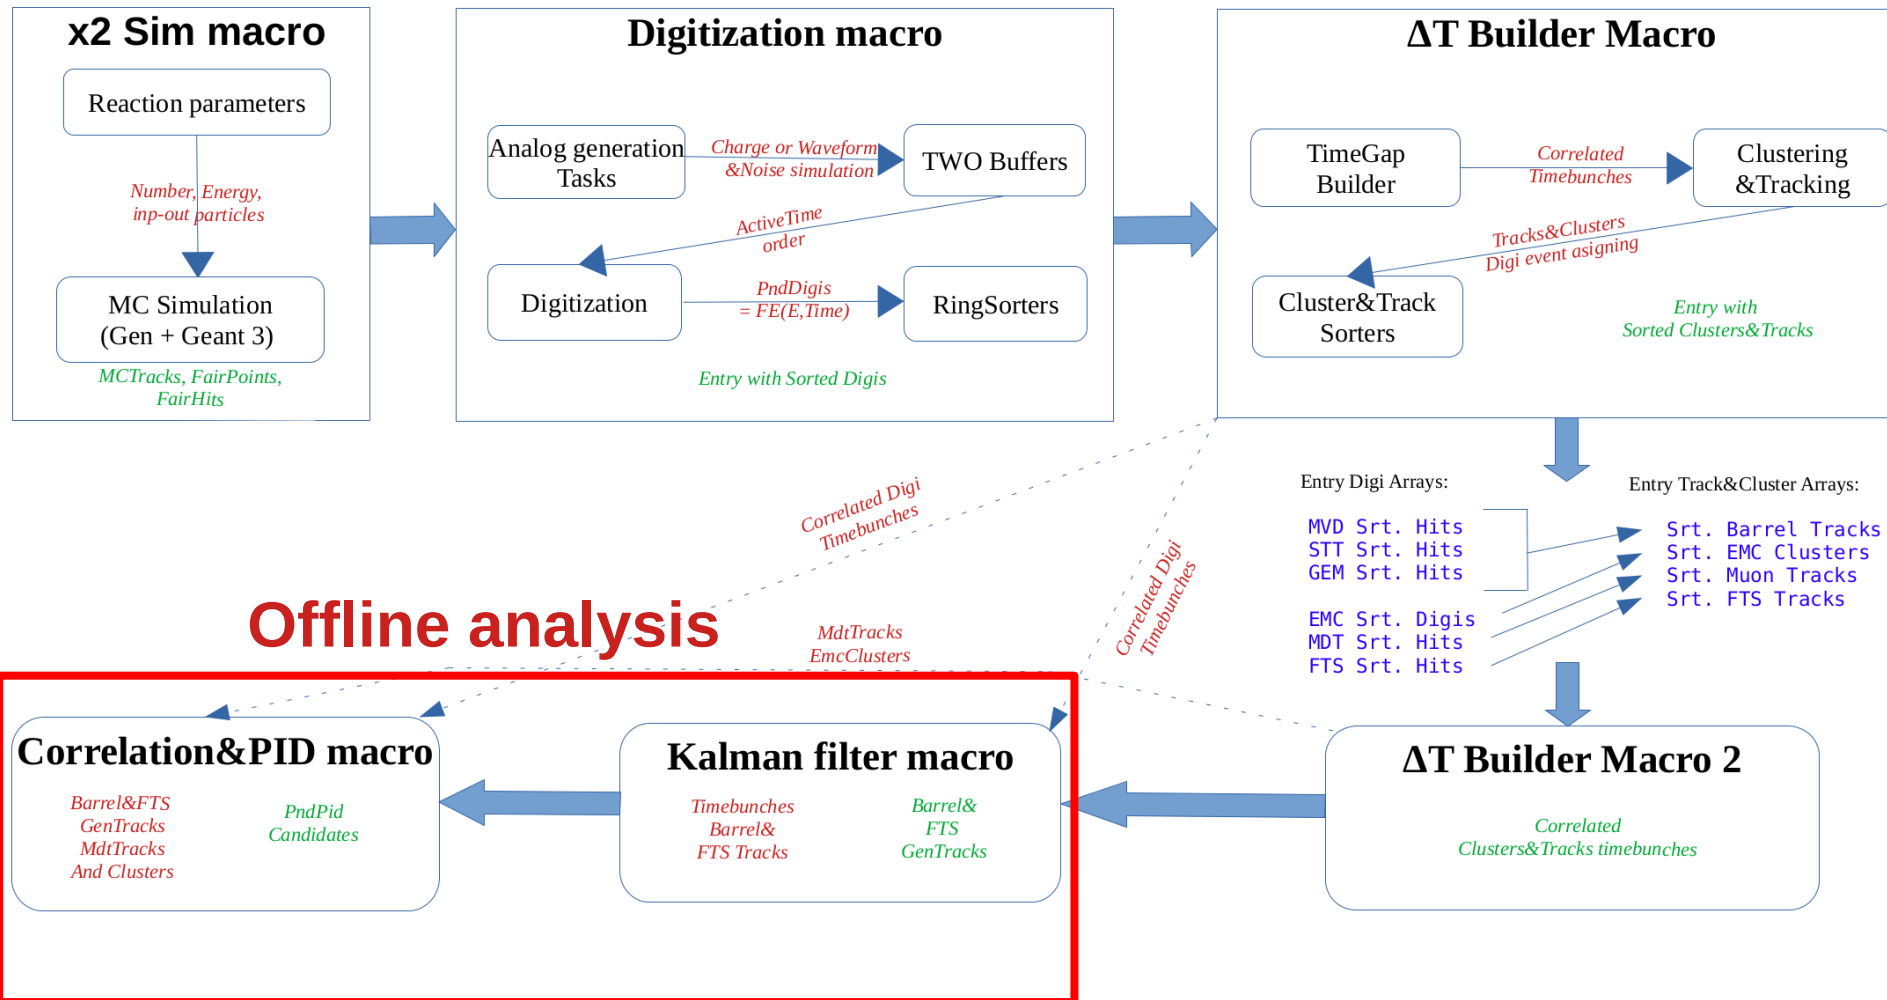 x2 Sim macro
Reaction parameters
Number, Energy,
inp-out particles
MC Simulation
(Gen + Geant 3)
MCTracks, FairPoints,
FairHits
Digitization macro
Analog generation
Tasks
Charge or Waveform
&Noise simulation
TWO Buffers
ActiveTime
order
Digitization
PndDigis
= FE(E,Time)
RingSorters
Entry with Sorted Digis
ΔT Builder Macro
TimeGap
Builder
Correlated
Timebunches
Clustering
&Tracking
Tracks&Clusters
Digi event asigning
Cluster&Track
Sorters
Entry with
Sorted Clusters&Tracks
Entry Digi Arrays:
MVD Srt. Hits
STT Srt. Hits
GEM Srt. Hits
EMC Srt. Digis
MDT Srt. Hits
FTS Srt. Hits
Entry Track&Cluster Arrays:
Srt. Barrel Tracks
Srt. EMC Clusters
Srt. Muon Tracks
Srt. FTS Tracks
Correlated Digi
Timebunches
Correlated Digi
Timebunches
Offline analysis
MdtTracks
EmcClusters
Correlation&PID macro
Barrel&FTS
GenTracks
MdtTracks
And Clusters
PndPid
Candidates
Kalman filter macro
Timebunches
Barrel&
FTS Tracks
Barrel&
FTS
GenTracks
ΔT Builder Macro 2
Correlated
Clusters&Tracks timebunches